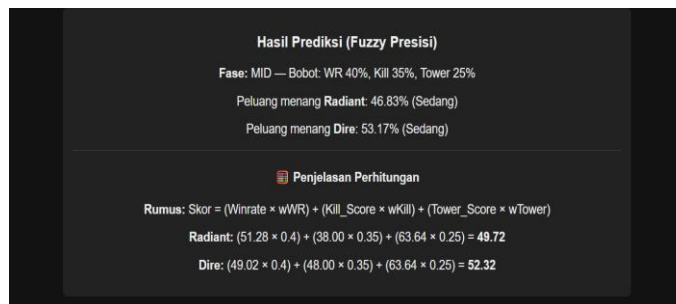 Hasil Prediksi (Fuzzy Presisi)
Fase: MID — Bobot: WR 40%, Kill 35%, Tower 25%
Peluang menang Radiant: 46.83% (Sedang)
Peluang menang Dire: 53.17% (Sedang)
Penjelasan Perhitungan
Rumus: Skor = (Winrate × wWR) + (Kill_Score × wKill) + (Tower_Score × wTower)
Radiant: (51.28 × 0.4) + (38.00 × 0.35) + (63.64 × 0.25) = 49.72
Dire: (49.02 × 0.4) + (48.00 × 0.35) + (63.64 × 0.25) = 52.32